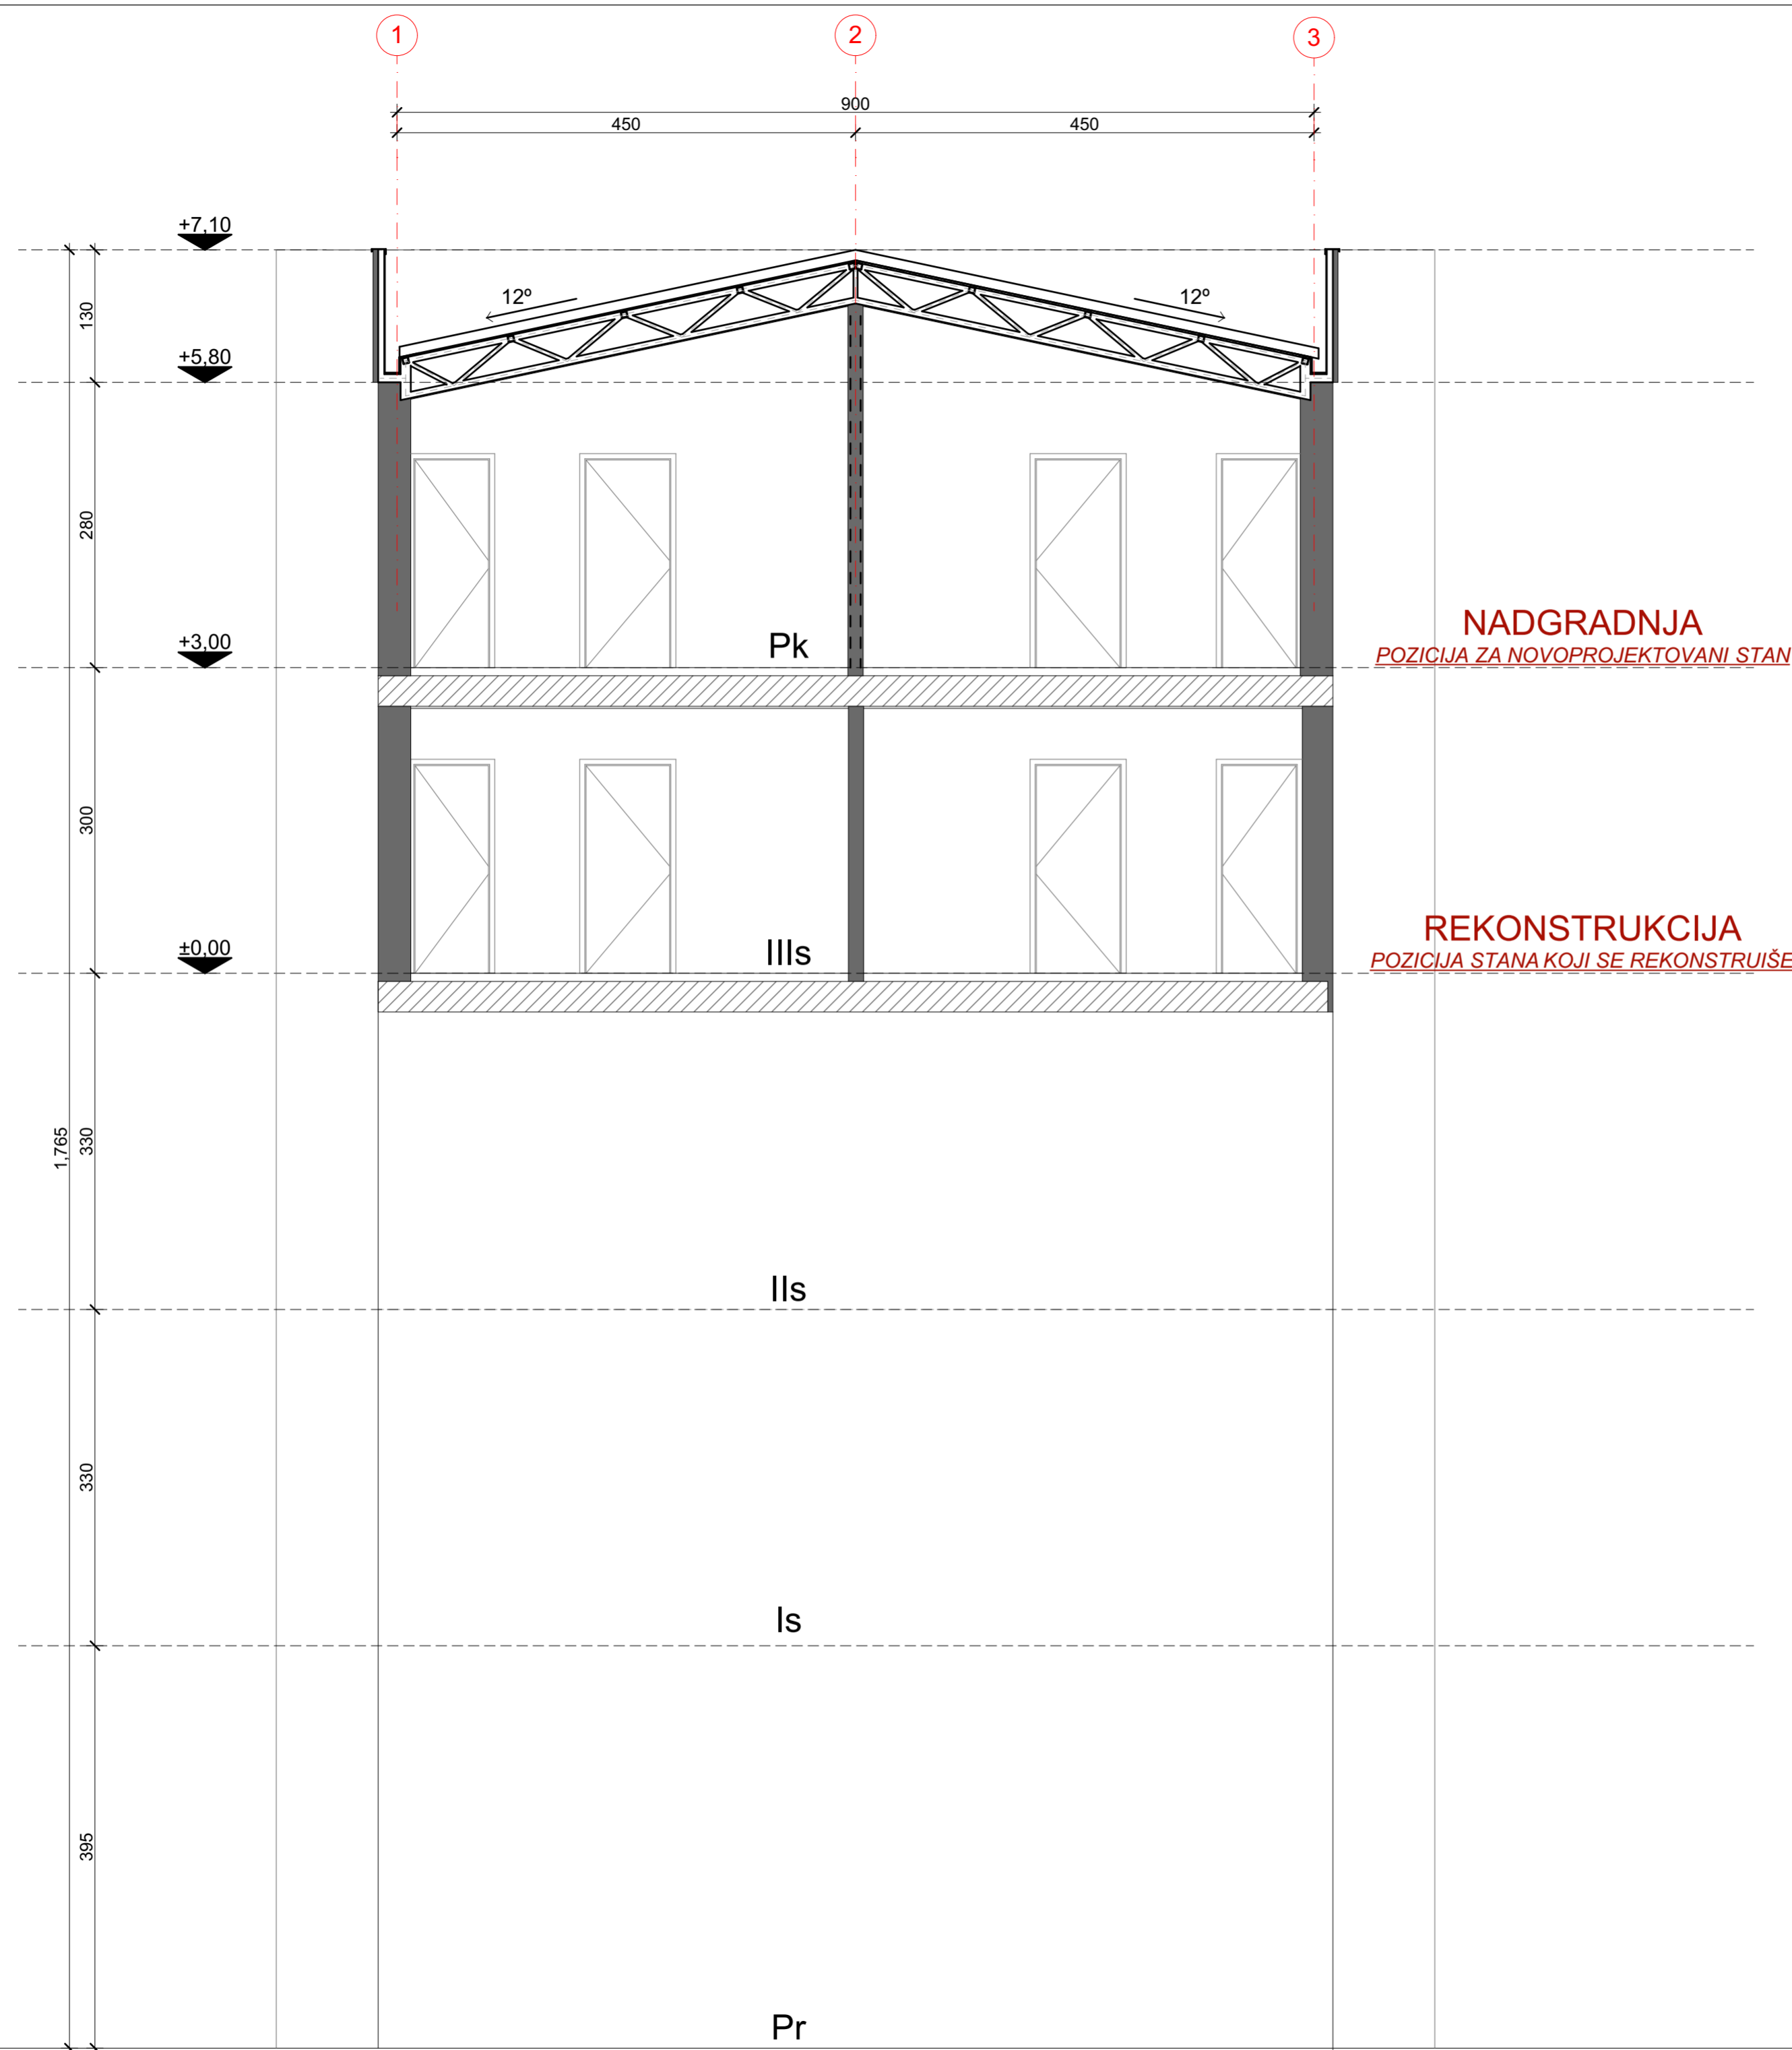 1
2
3
900
450
450
+7,10
130
12º
12º
+5,80
280
+3,00
Pk
NADGRADNJA
POZICIJA ZA NOVOPROJEKTOVANI STAN
300
±0,00
IIIs
REKONSTRUKCIJA
POZICIJA STANA KOJI SE REKONSTRUIŠE
1,765
330
IIs
330
Is
395
Pr